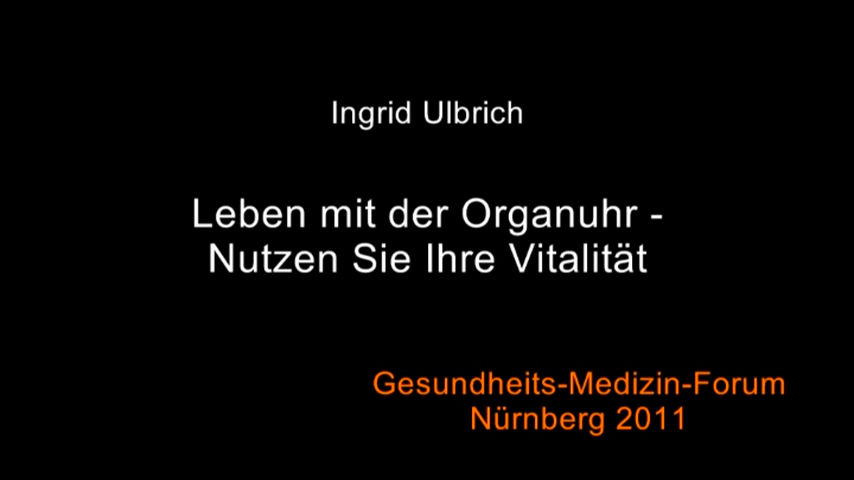 Ingrid Ulbrich
Leben mit der Organuhr -
Nutzen Sie Ihre Vitalität
Gesundheits-Medizin-Forum
Nürnberg 2011